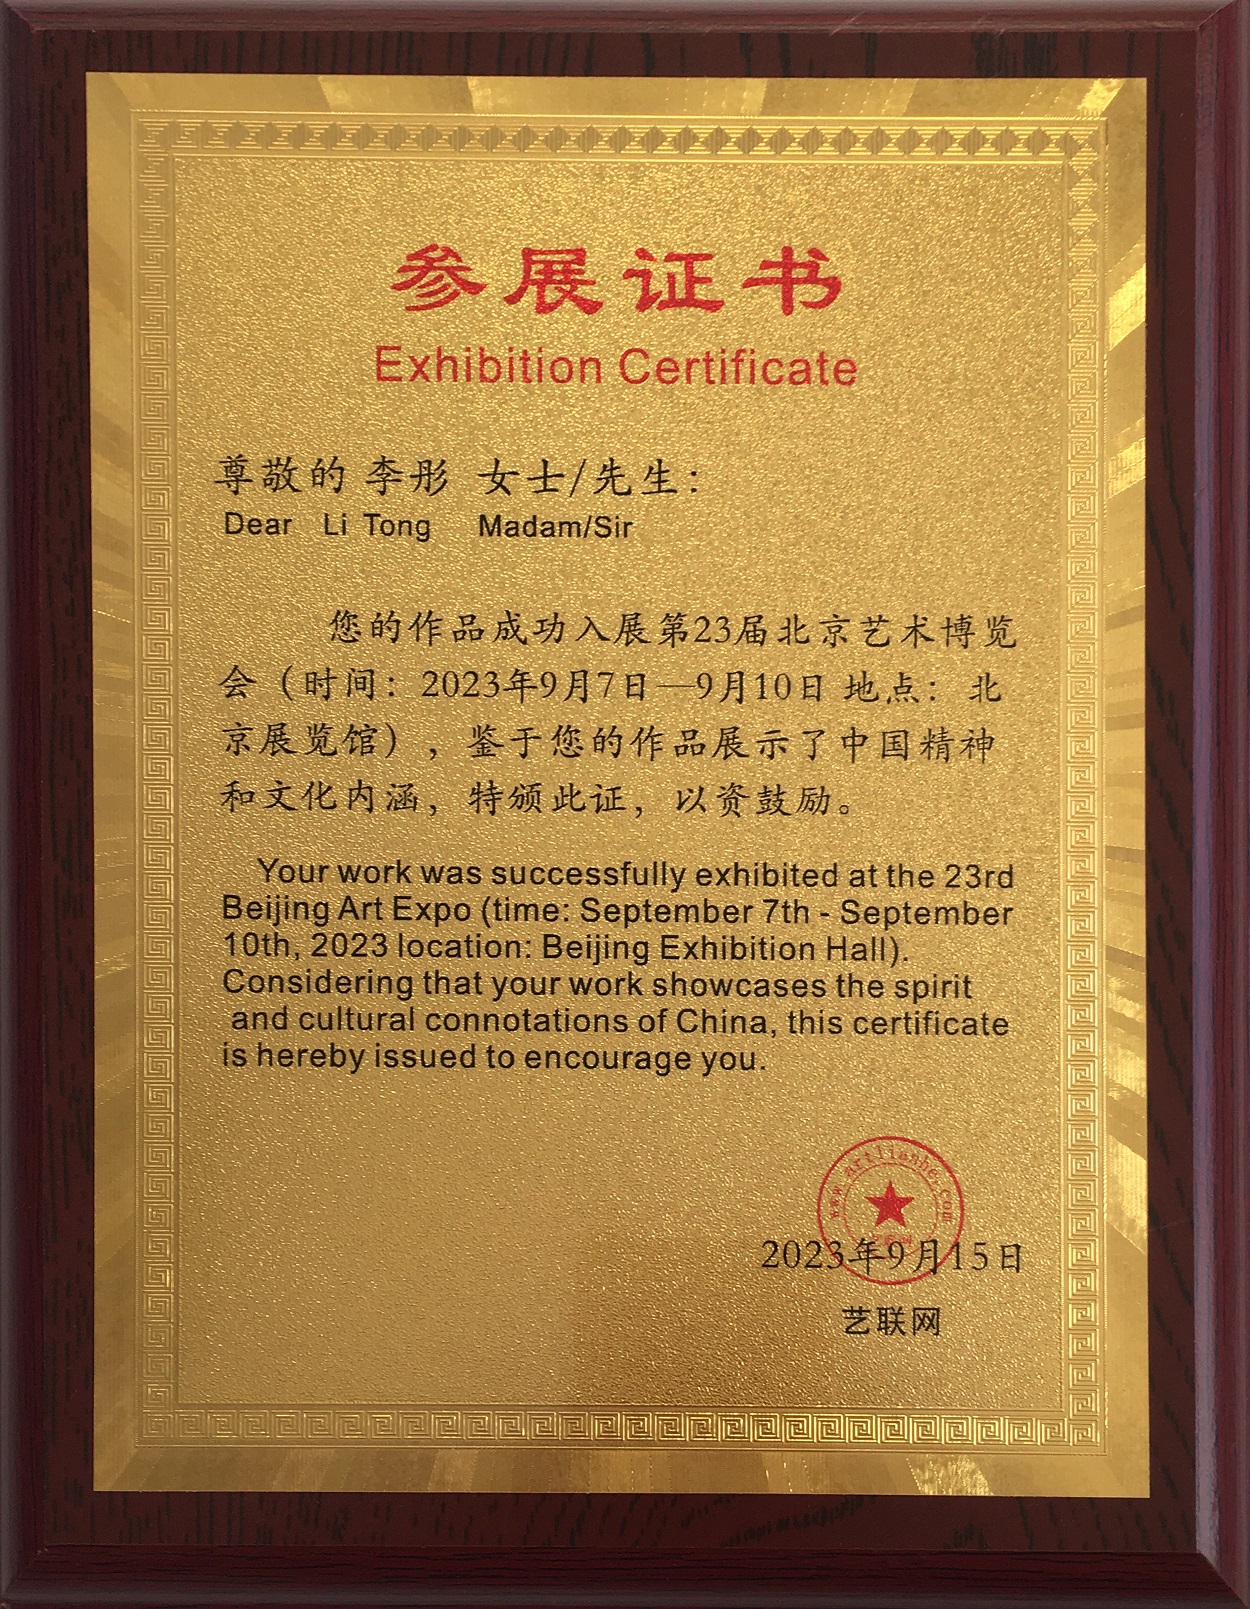 参展证书
Exhibition Certificate
尊敬的 李彤 女士/先生：
Dear Li Tong Madam/Sir
您的作品成功入展第23届北京艺术博览
会（时间：2023年9月7日—9月10日 地点：北
京展览馆），鉴于您的作品展示了中国精神
和文化内涵，特颁此证，以资鼓励。
Your work was successfully exhibited at the 23rd
Beijing Art Expo (time: September 7th - September
10th, 2023 location: Beijing Exhibition Hall).
Considering that your work showcases the spirit
and cultural connotations of China, this certificate
is hereby issued to encourage you.
www.artlianhe.com
2023年9月15日
艺联网